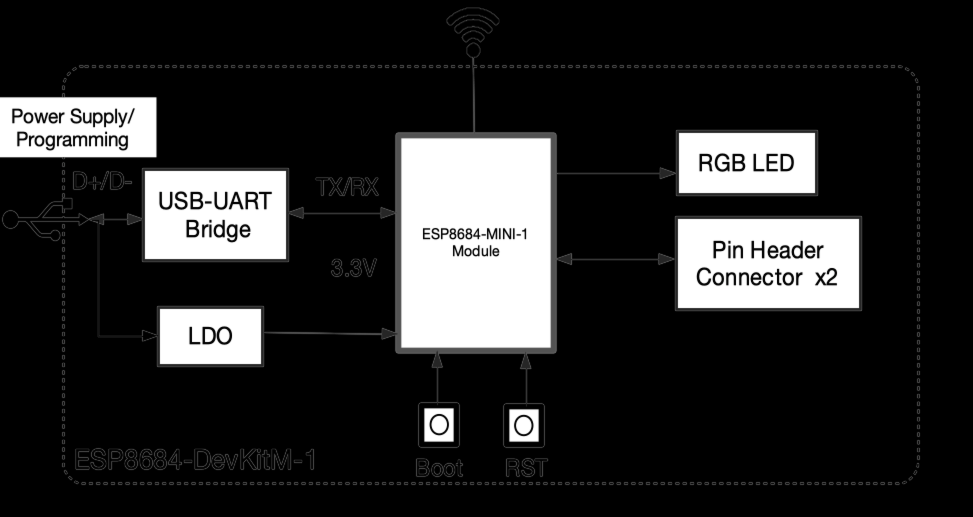 Power Supply/
Programming
D+/D-
USB-UART
Bridge
TX/RX
3.3V
LDO
ESP8684-MINI-1
Module
RGB LED
Pin Header
Connector x2
Boot
RST
ESP8684-DevKitM-1